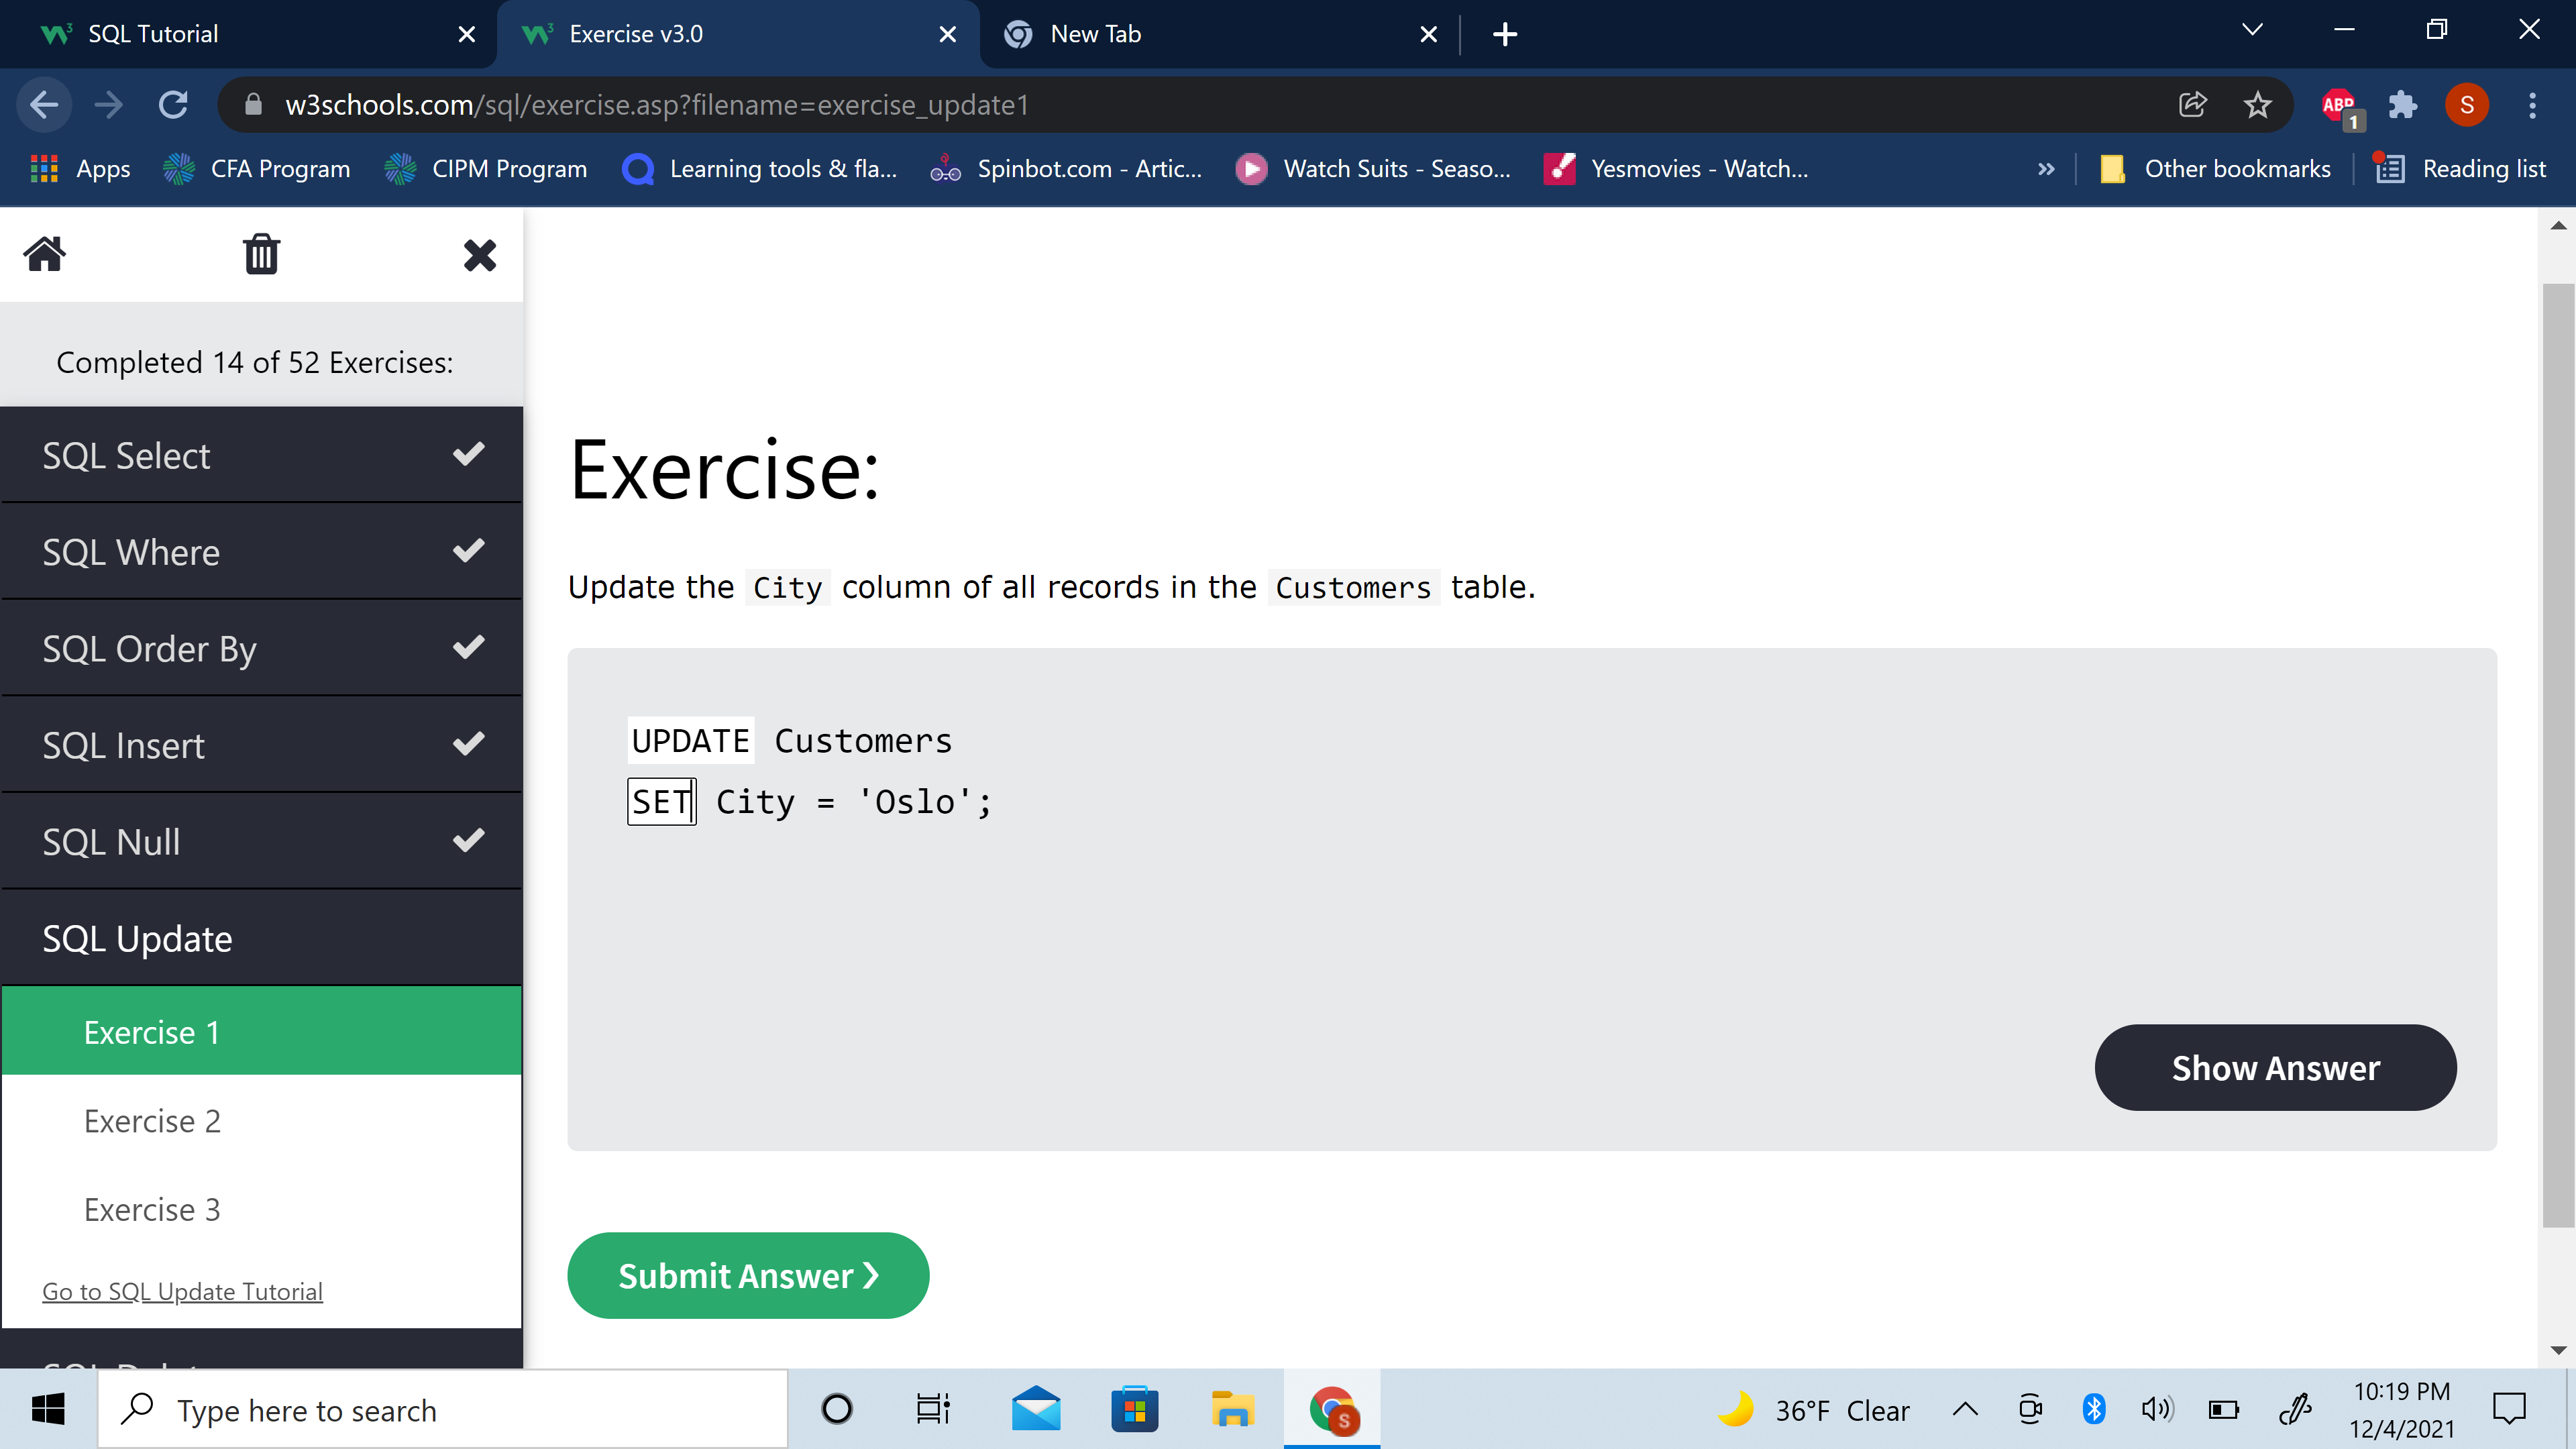 SQL Tutorial
Exercise v3.0
New Tab
w3schools.com/sql/exercise.asp?filename=exercise_update1
ABP
1
S
Apps
CFA Program
CIPM Program
Learning tools & fla...
Spinbot.com - Artic...
Watch Suits - Seaso...
Yesmovies - Watch...
»
Other bookmarks
Reading list
Completed 14 of 52 Exercises:
SQL Select
SQL Where
SQL Order By
SQL Insert
SQL Null
SQL Update
Exercise 1
Exercise 2
Exercise 3
Go to SQL Update Tutorial
Exercise:
Update the City column of all records in the Customers table.
UPDATE Customers
SET City = 'Oslo';
Show Answer
Submit Answer ❯
Type here to search
S
36°F Clear
10:19 PM
12/4/2021